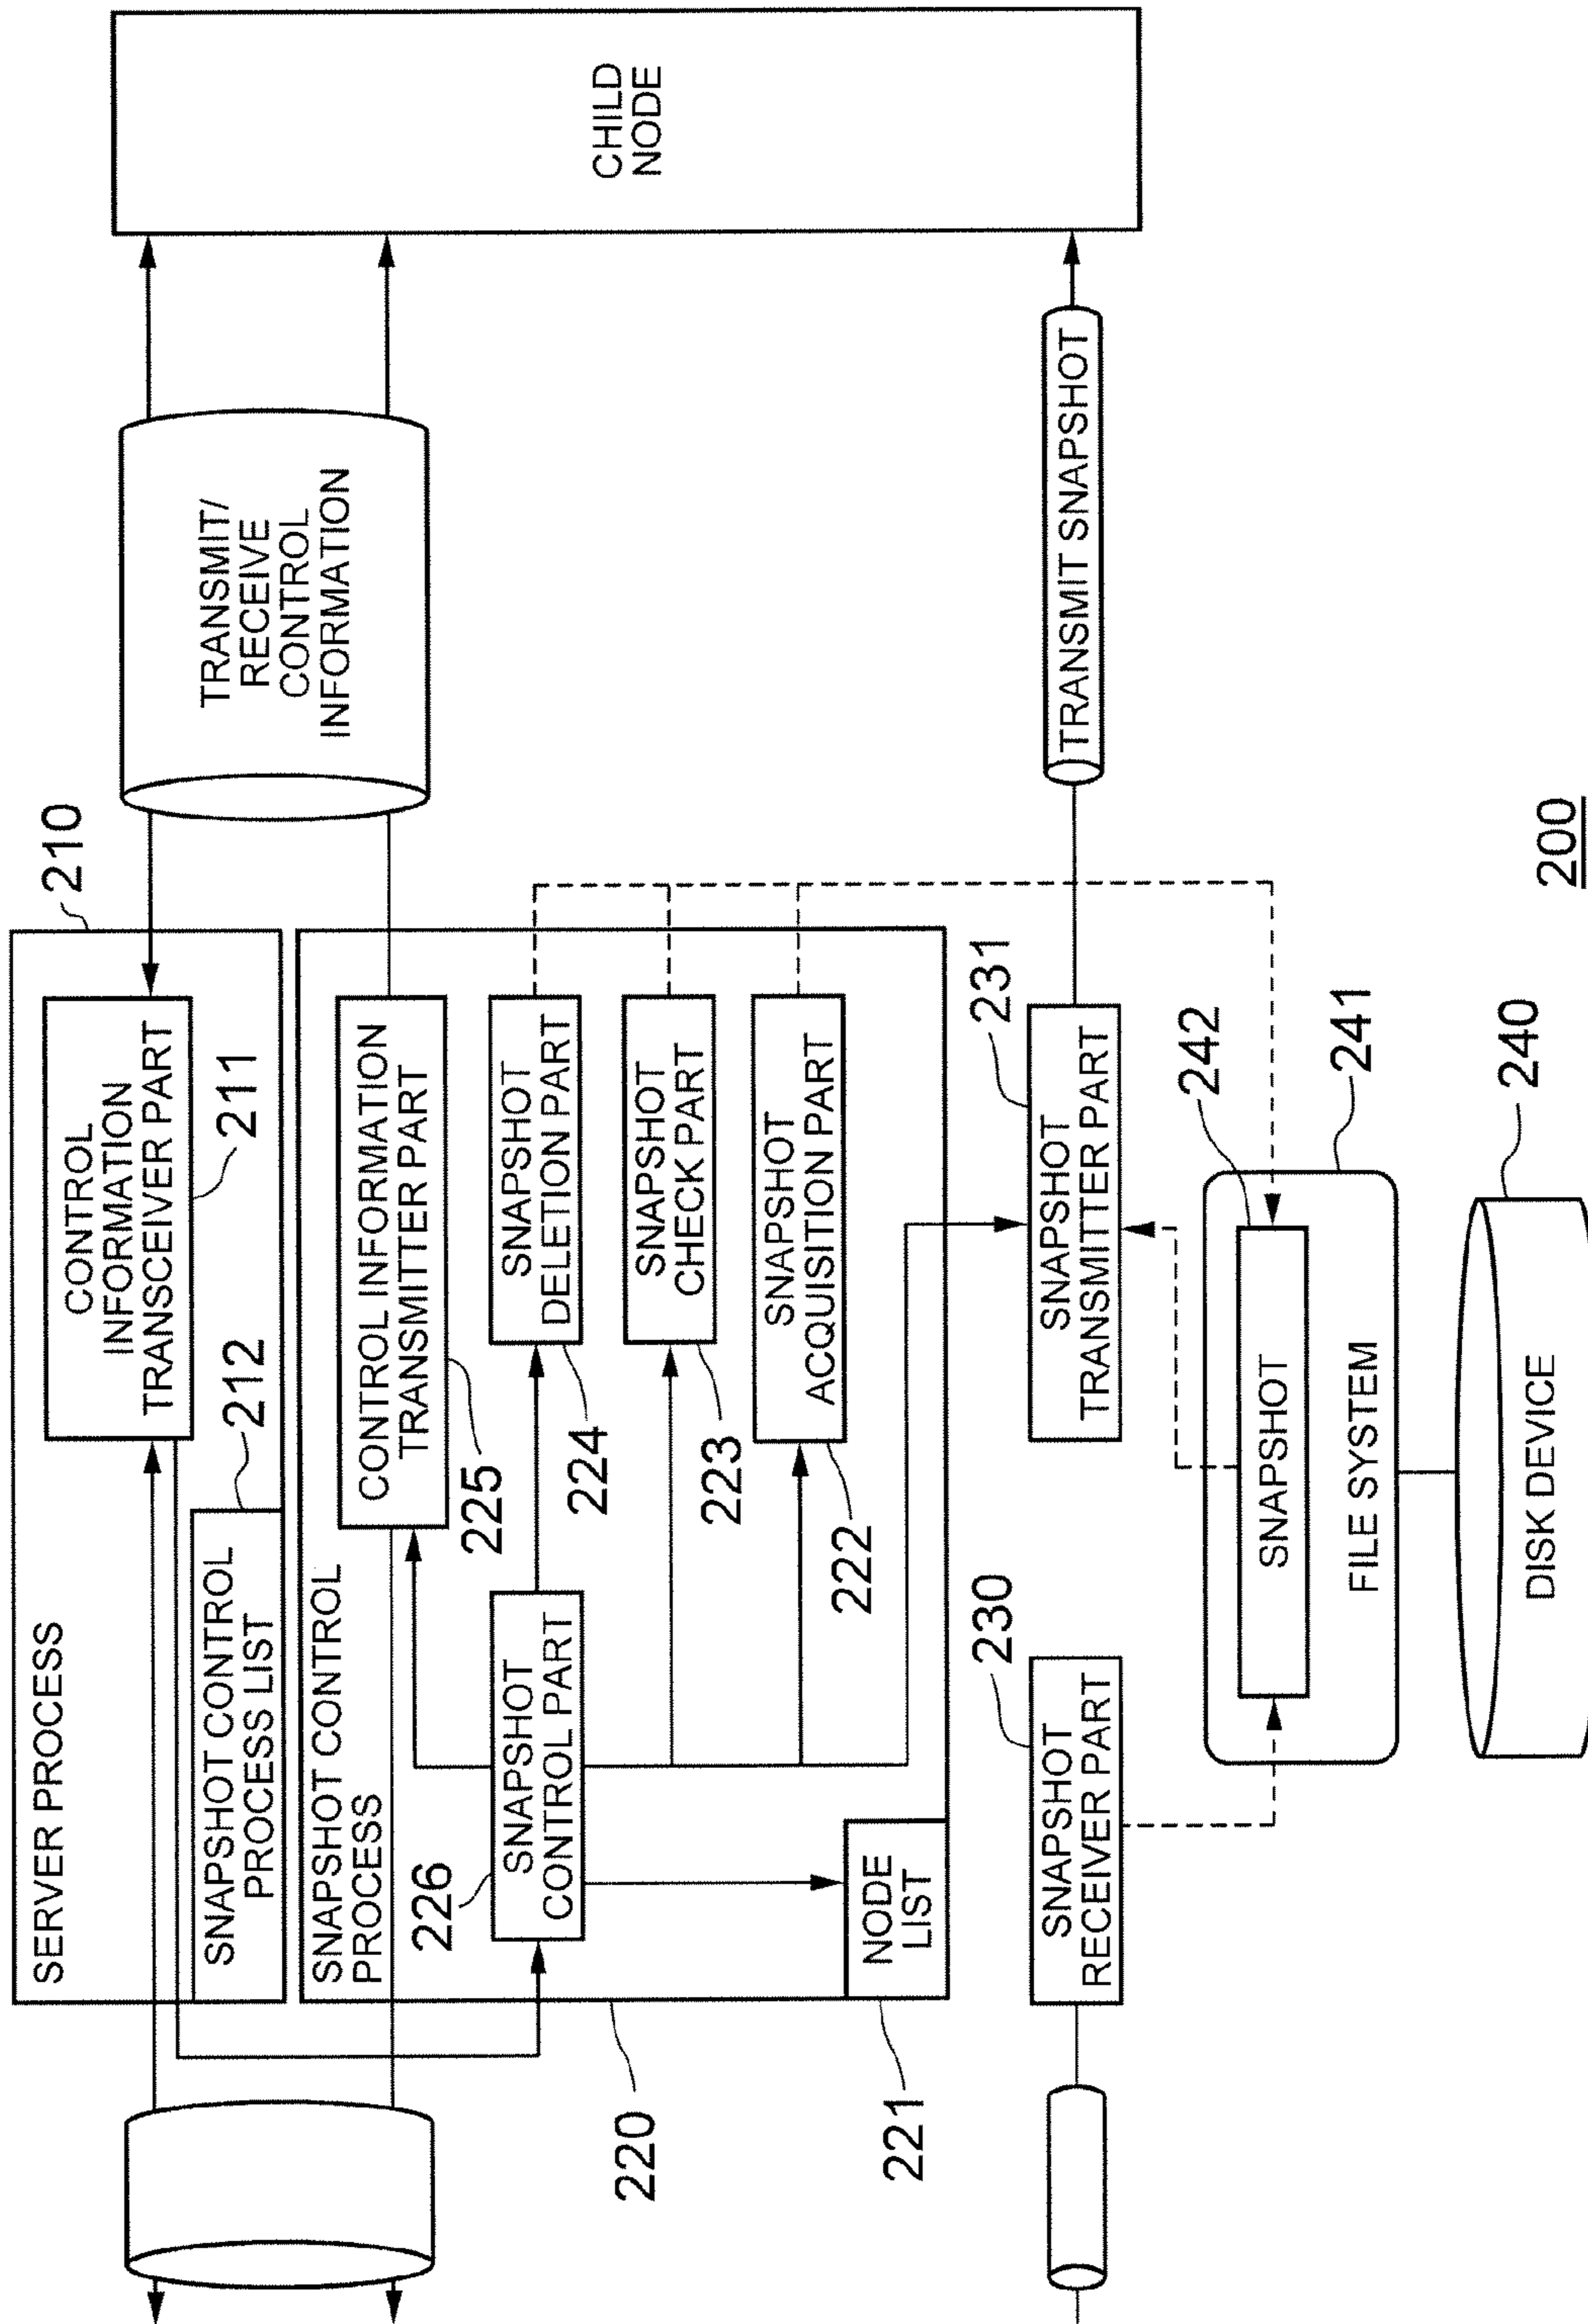 SERVER PROCESS
210
CONTROL
INFORMATION
TRANSCEIVER PART
211
SNAPSHOT CONTROL
PROCESS LIST
212
TRANSMIT/
RECEIVE
CONTROL
INFORMATION
CHILD
NODE
SNAPSHOT CONTROL
PROCESS
CONTROL INFORMATION
TRANSMITTER PART
225
SNAPSHOT
DELETION PART
224
SNAPSHOT
CHECK PART
223
SNAPSHOT
ACQUISITION PART
222
226
SNAPSHOT
CONTROL PART
NODE
LIST
220
221
230
SNAPSHOT
RECEIVER PART
231
SNAPSHOT
TRANSMITTER PART
TRANSMIT SNAPSHOT
242
SNAPSHOT
FILE SYSTEM
241
240
DISK DEVICE
200